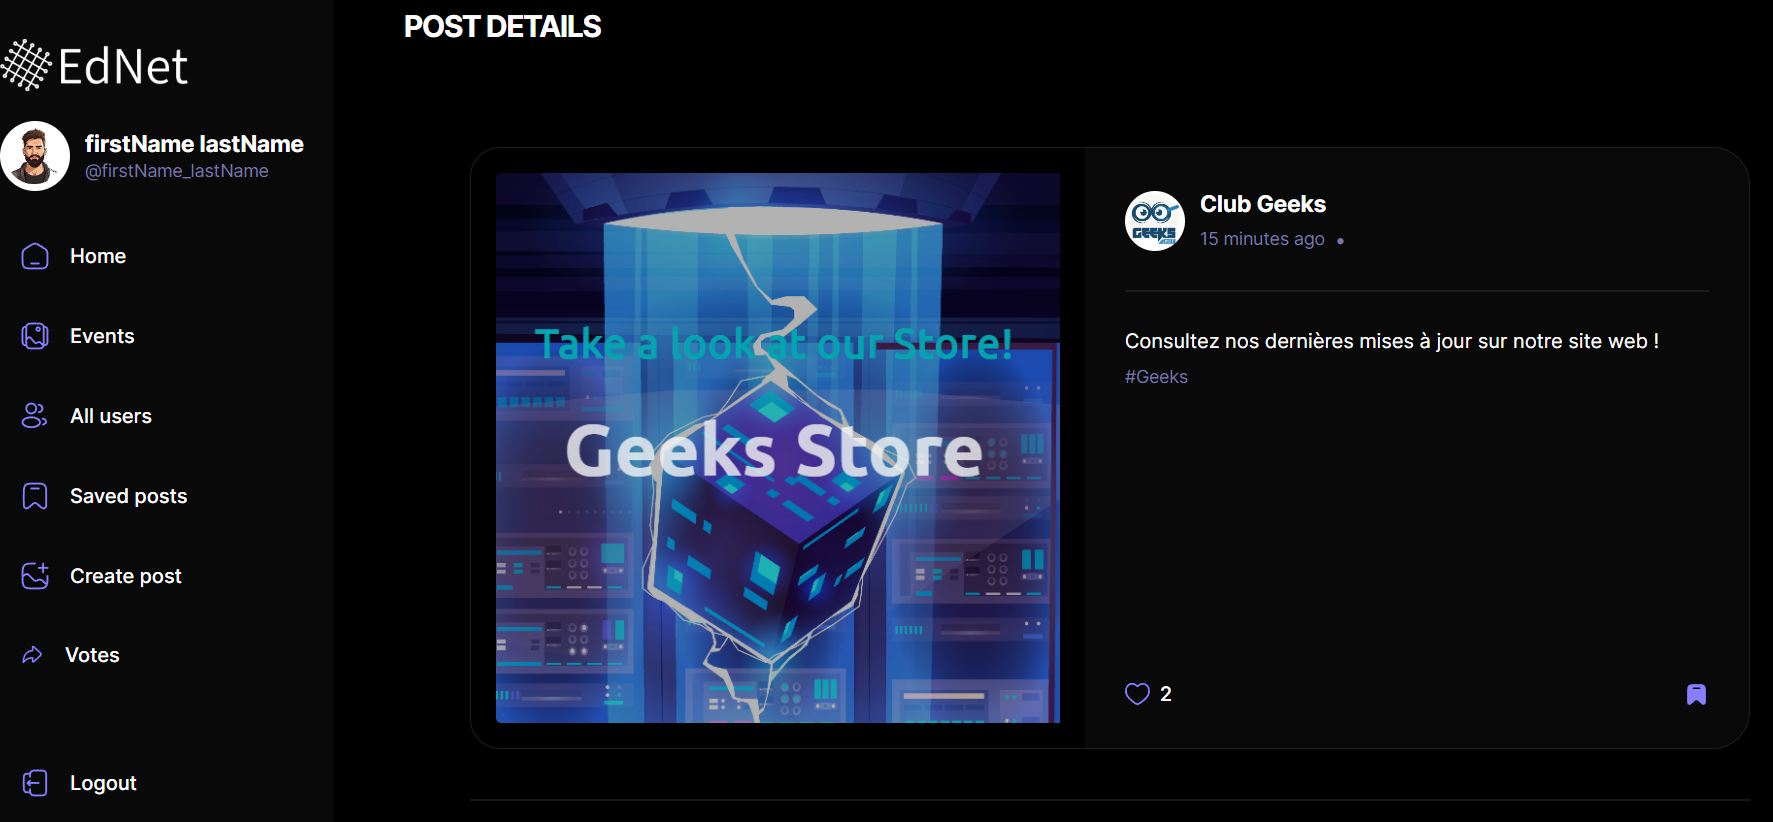 POST DETAILS
EdNet
firstName lastName
@firstName_lastName
Home
Events
All users
Saved posts
Create post
Votes
Logout
Take a look at our Store!
Geeks Store
GEEKS
Club Geeks
15 minutes ago
Consultez nos dernières mises à jour sur notre site web !
#Geeks
2